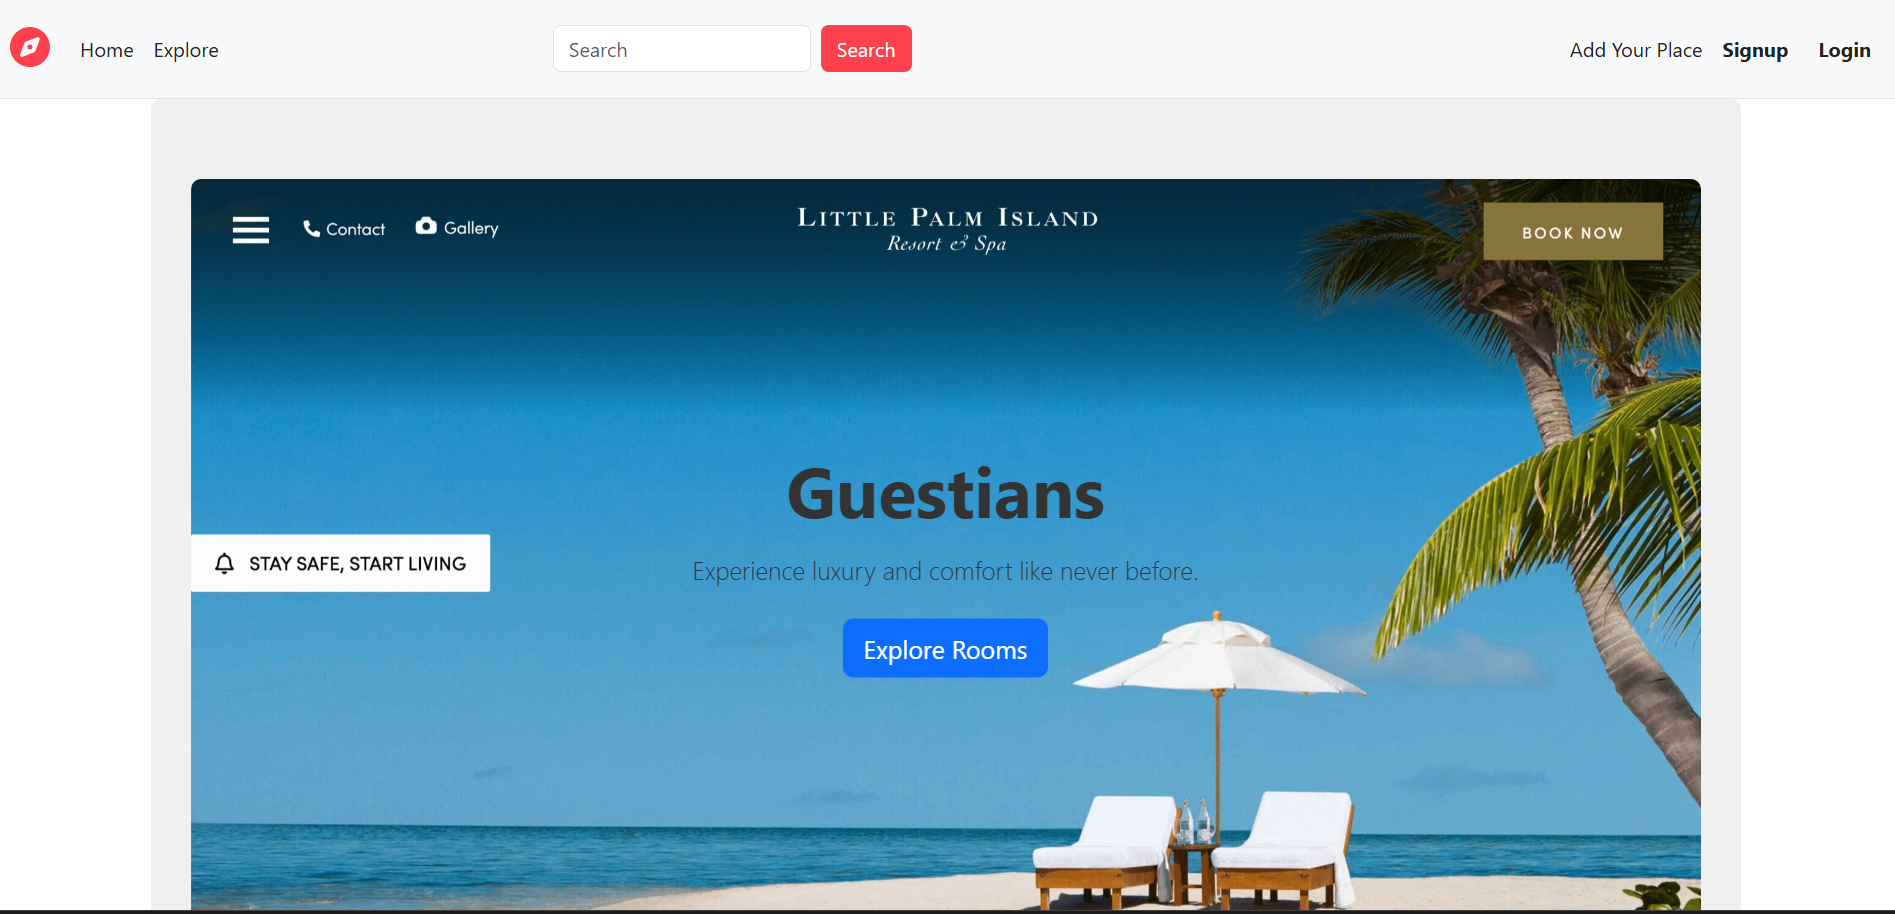 Home Explore Search Search Add Your Place Signup Login
Contact Gallery LITTLE PALM ISLAND BOOK NOW
Resort & Spa
Guestians
STAY SAFE, START LIVING
Experience luxury and comfort like never before.
Explore Rooms